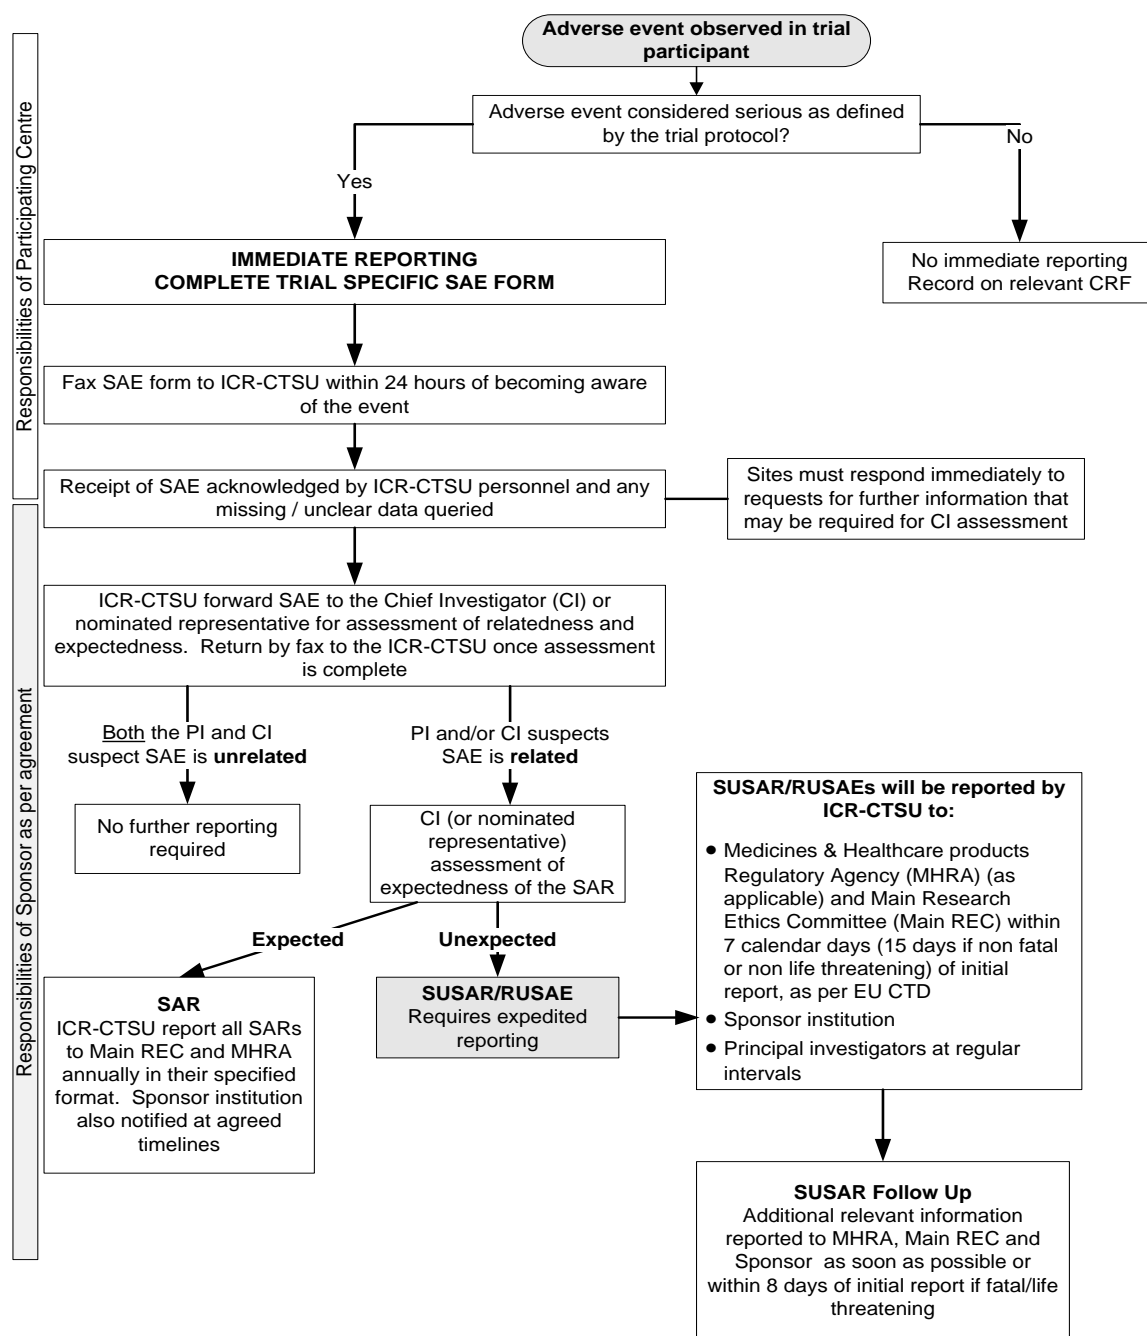 Adverse event observed in trial
participant
Adverse event considered serious as defined
by the trial protocol?
No
Yes
IMMEDIATE REPORTING
COMPLETE TRIAL SPECIFIC SAE FORM
No immediate reporting
Record on relevant CRF
Responsibilities of Participating Centre
Fax SAE form to ICR-CTSU within 24 hours of becoming aware
of the event
Receipt of SAE acknowledged by ICR-CTSU personnel and any
missing / unclear data queried
Sites must respond immediately to
requests for further information that
may be required for CI assessment
Responsibilities of Sponsor as per agreement
ICR-CTSU forward SAE to the Chief Investigator (CI) or
nominated representative for assessment of relatedness and
expectedness.  Return by fax to the ICR-CTSU once assessment
is complete
Both the PI and CI
suspect SAE is unrelated
PI and/or CI suspects
SAE is related
No further reporting
required
CI (or nominated
representative)
assessment of
expectedness of the SAR
Expected
Unexpected
SAR
ICR-CTSU report all SARs
to Main REC and MHRA
annually in their specified
format.  Sponsor institution
also notified at agreed
timelines
SUSAR/RUSAE
Requires expedited
reporting
SUSAR/RUSAEs will be reported by
ICR-CTSU to:
• Medicines & Healthcare products
Regulatory Agency (MHRA) (as
applicable) and Main Research
Ethics Committee (Main REC) within
7 calendar days (15 days if non fatal
or non life threatening) of initial
report, as per EU CTD
• Sponsor institution
• Principal investigators at regular
intervals
SUSAR Follow Up
Additional relevant information
reported to MHRA, Main REC and
Sponsor  as soon as possible or
within 8 days of initial report if fatal/life
threatening